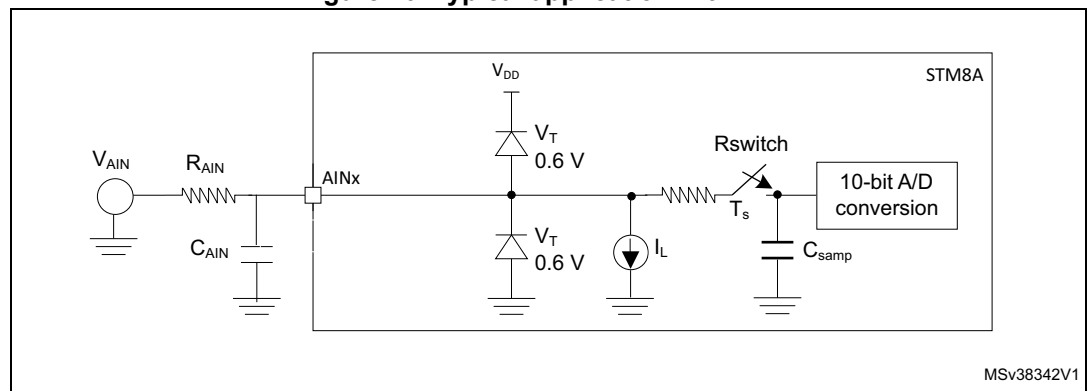 STM8A
V_DD
V_T
0.6 V
Rswitch
V_AIN
R_AIN
AINx
10-bit A/D
conversion
T_s
C_AIN
V_T
0.6 V
I_L
C_samp
MSv38342V1